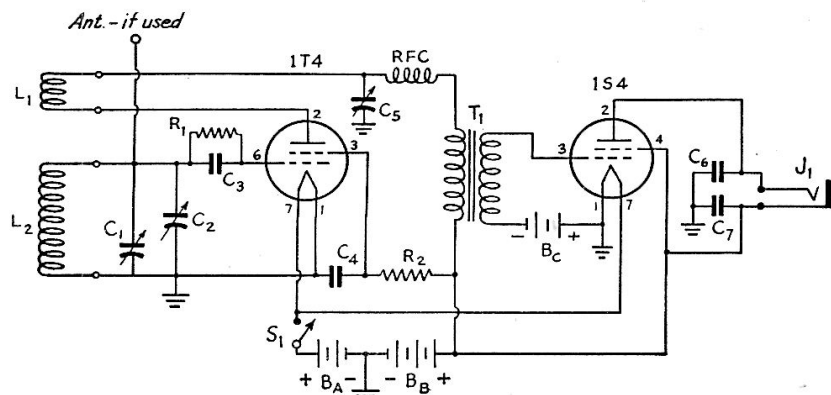 Ant.-if used
1T4
RFC
1S4
L1
R1
2
C5
T1
2
6
3
3
4
C6
J1
C3
L2
C1
C2
7
1
1
7
C7
C4
R2
- BC +
S1
+ BA - - BB +